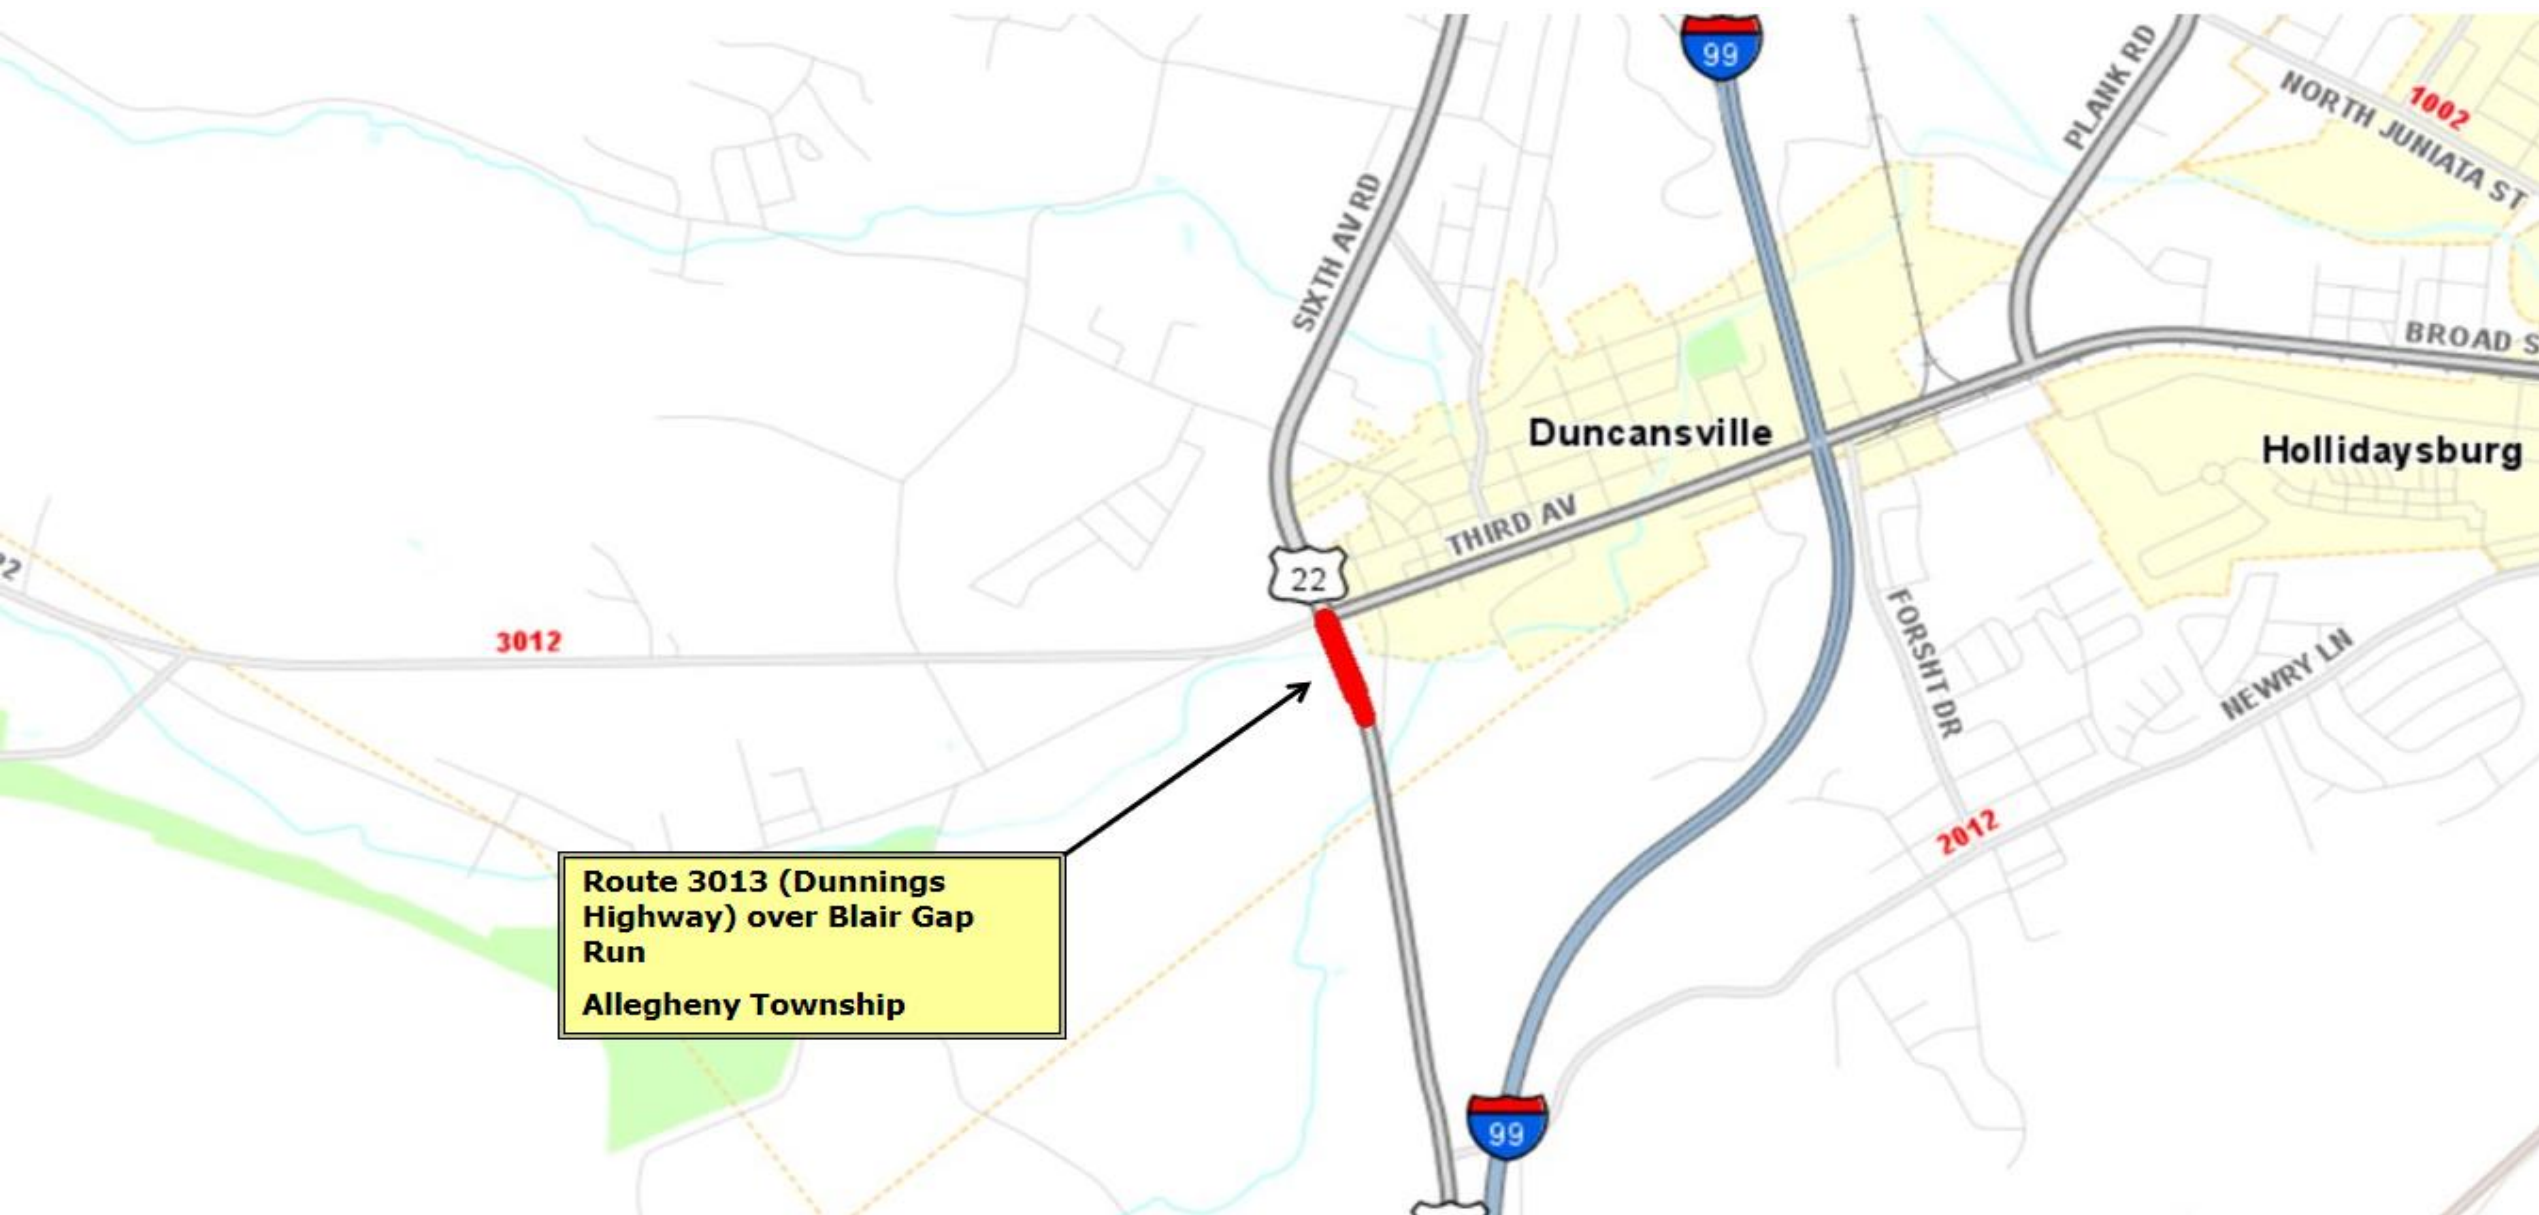 99
PLANK RD
NORTH JUNIATA ST
1002
SIXTH AV RD
BROAD S
Duncansville
Hollidaysburg
THIRD AV
22
22
3012
FORSHT DR
NEWRY LN
2012
Route 3013 (Dunnings
Highway) over Blair Gap
Run
Allegheny Township
99